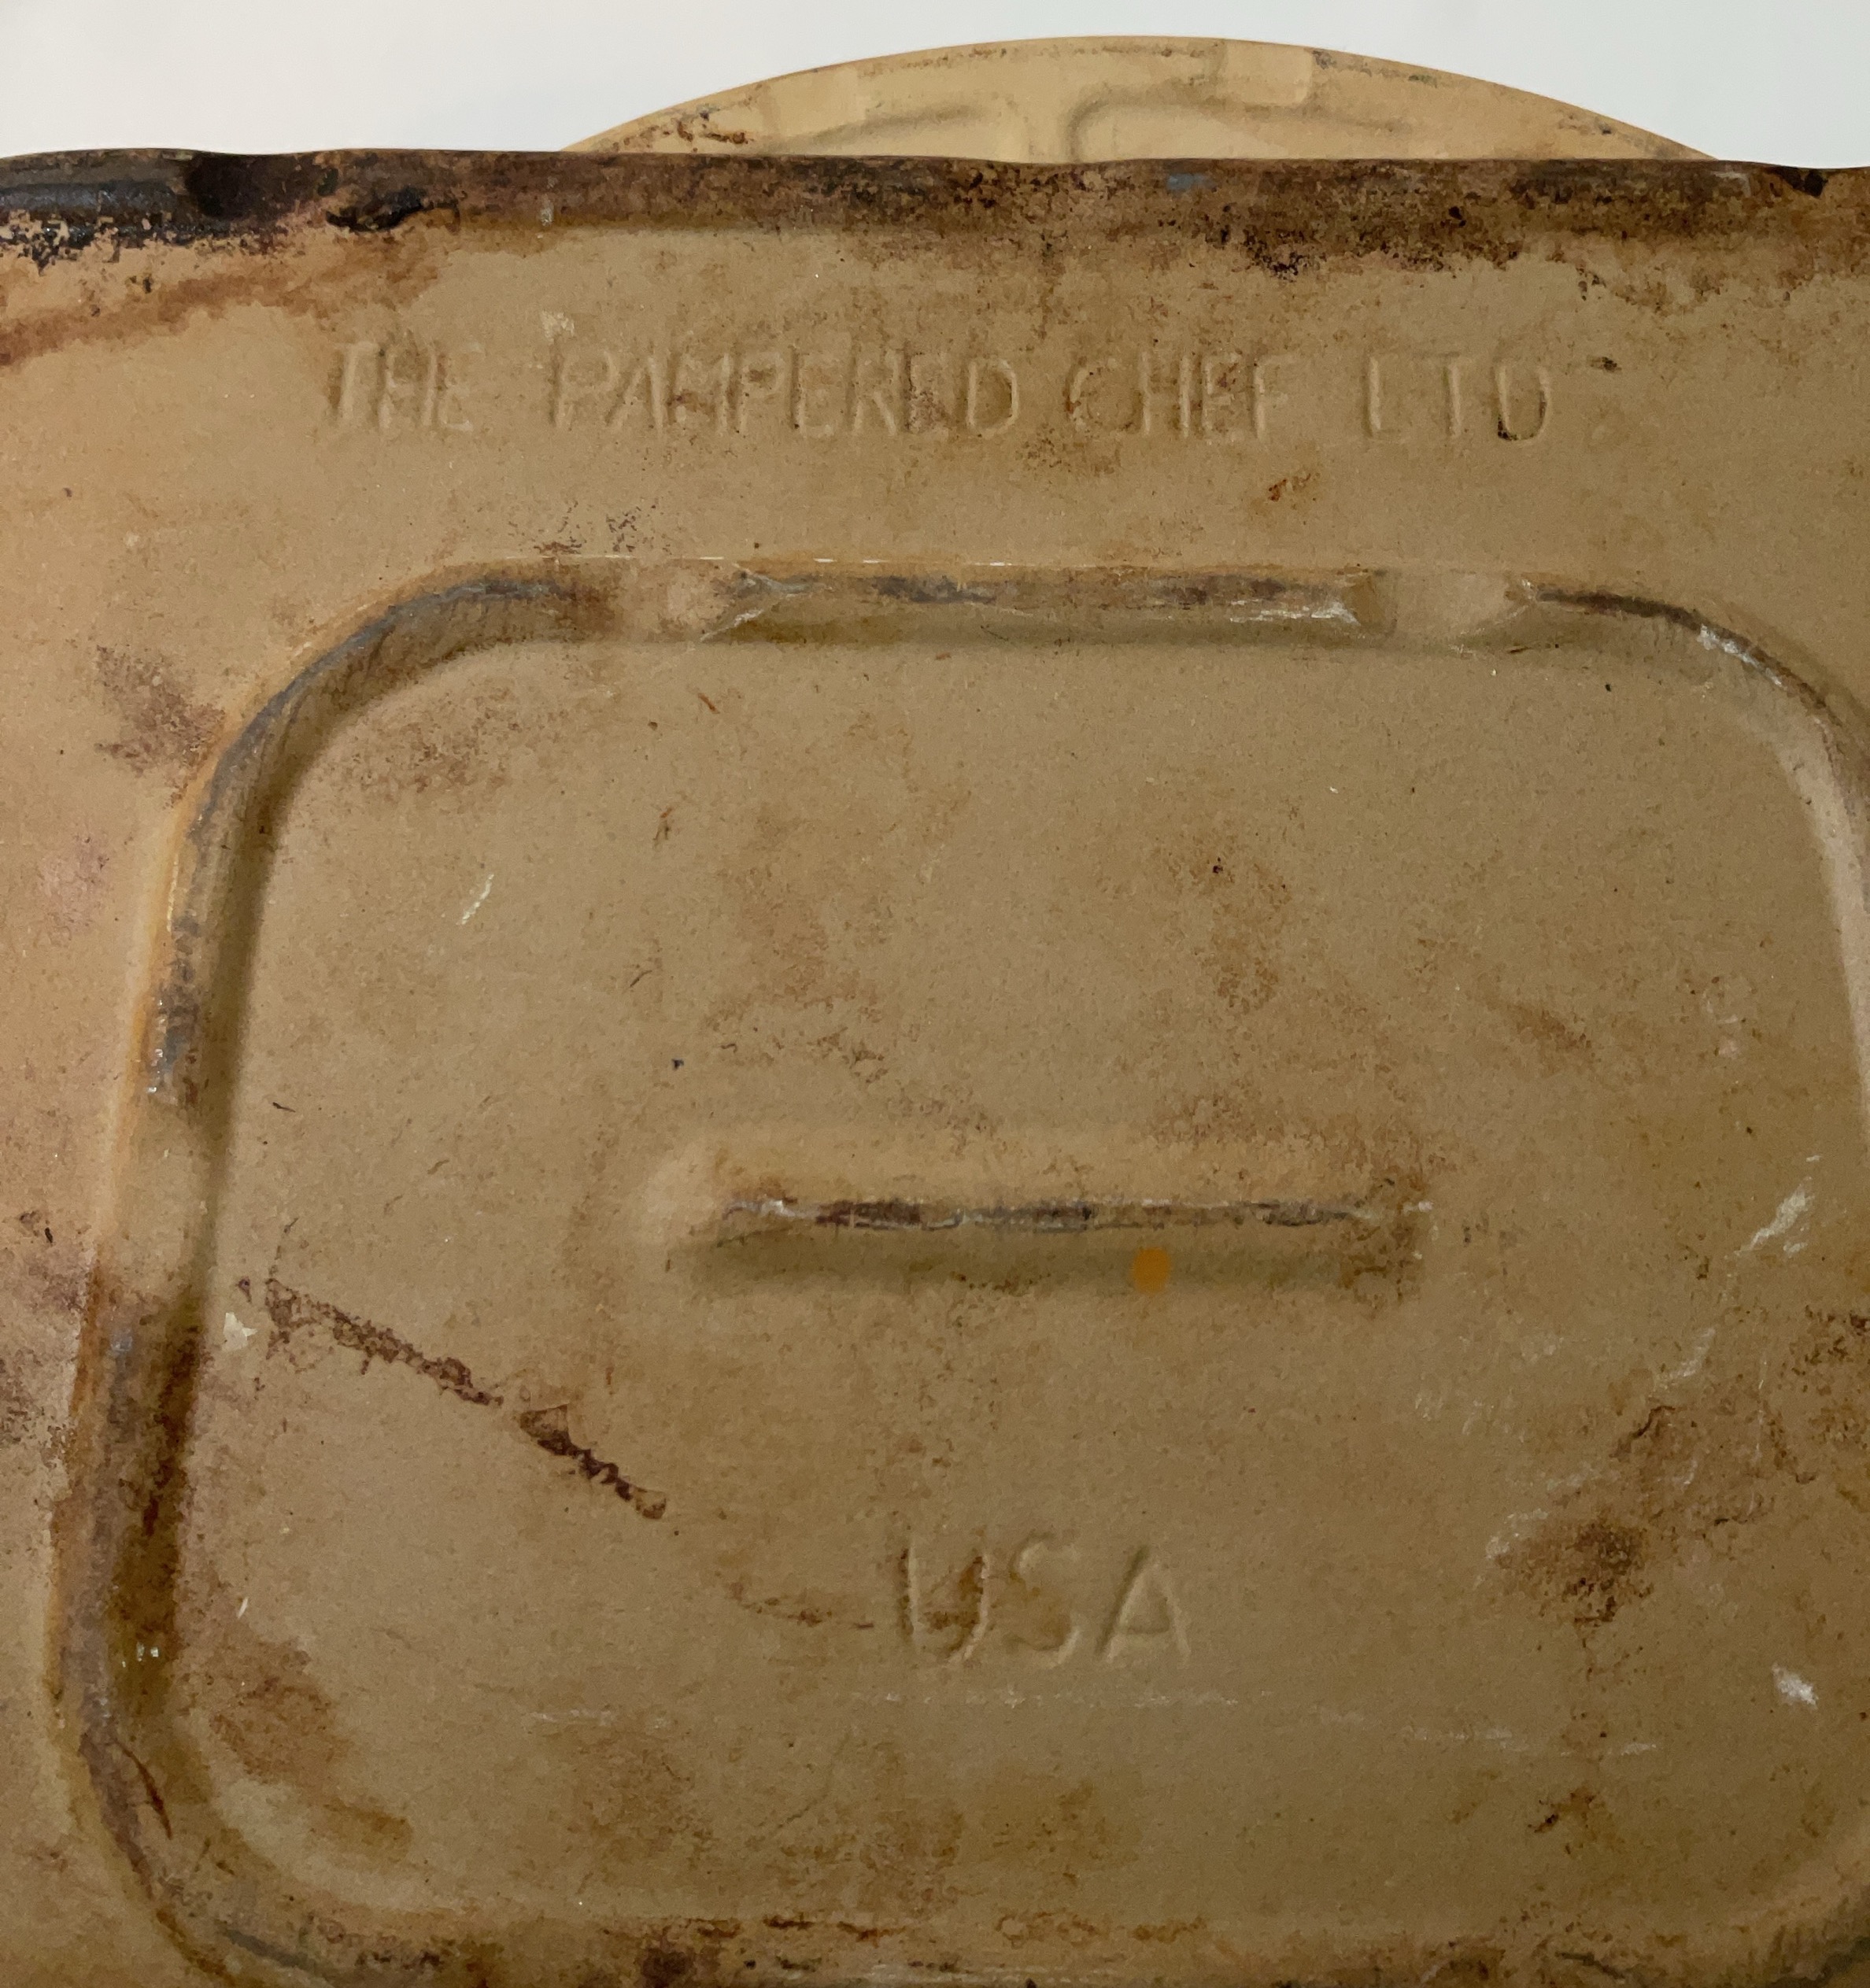 THE PAMPERED CHEF LTD
USA